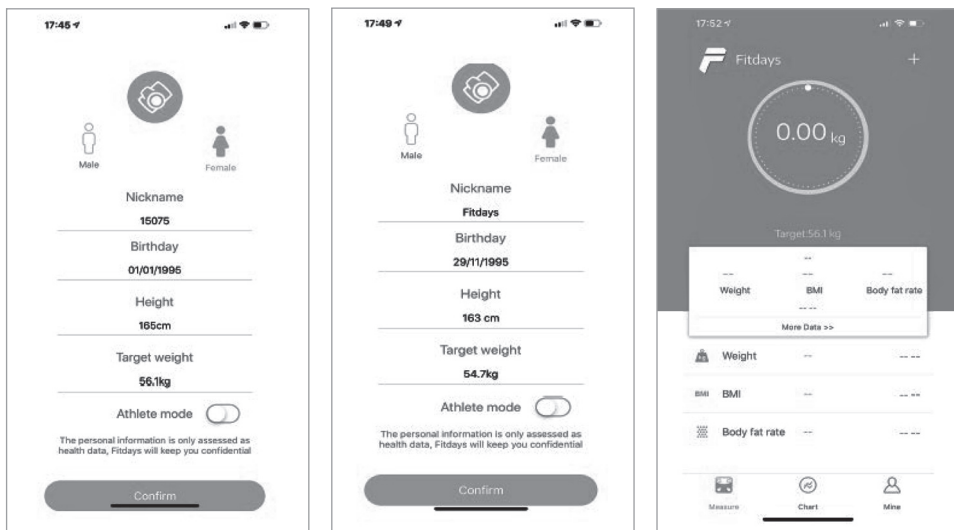 17:45
Male
Female
Nickname
15075
Birthday
01/01/1995
Height
165cm
Target weight
56.1kg
Athlete mode
The personal information is only assessed as
health data, Fitdays will keep you confidential
Confirm
17:49
Male
Female
Nickname
Fitdays
Birthday
29/11/1995
Height
163 cm
Target weight
54.7kg
Athlete mode
The personal information is only assessed as
health data, Fitdays will keep you confidential
Confirm
17:52
Fitdays +
0.00 kg
Target:56.1 kg
--
-- -- --
Weight BMI Body fat rate
-- --
More Data >>
Weight -- -- --
BMI BMI -- -- --
Body fat rate -- -- --
Measure Chart Mine